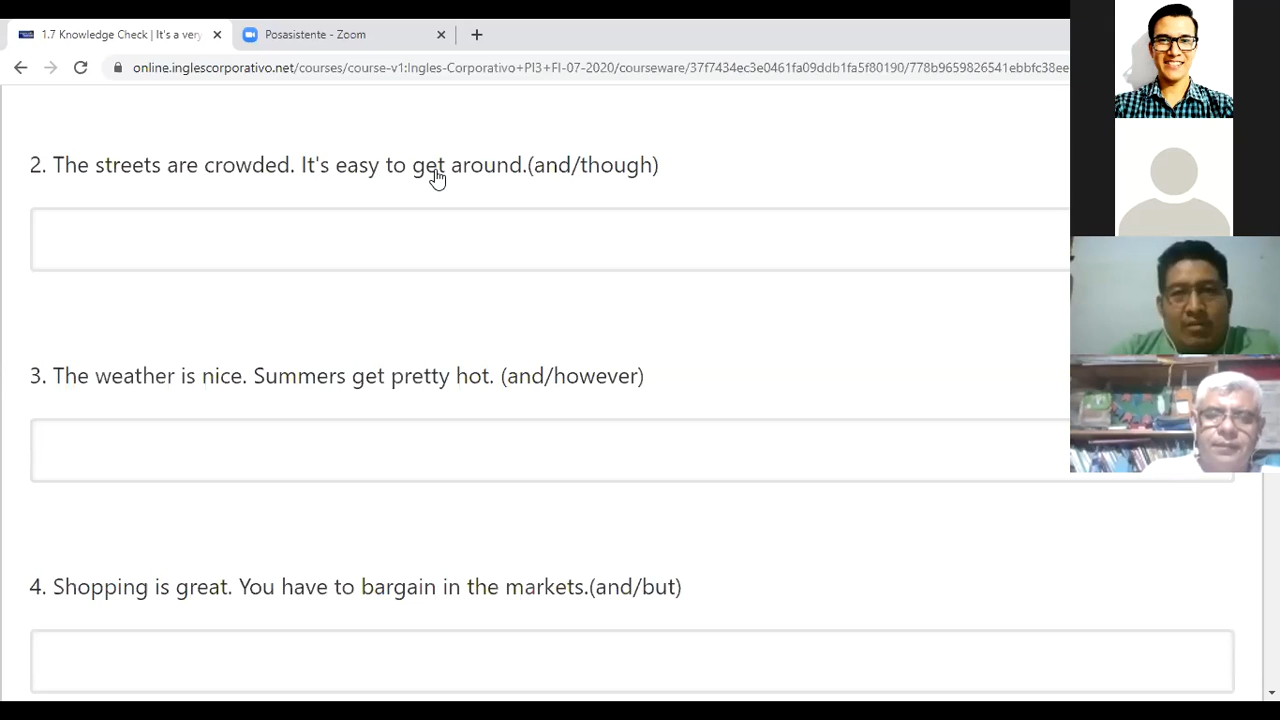 1.7 Knowledge Check | It's a very
Posasistente - Zoom
online.inglescorporativo.net/courses/course-v1:Ingles-Corporativo+PI3+FI-07-2020/courseware/37f7434ec3e0461fa09ddb1fa5f80190/778b9659826541ebbfc38ee
2. The streets are crowded. It's easy to get around.(and/though)
3. The weather is nice. Summers get pretty hot. (and/however)
4. Shopping is great. You have to bargain in the markets.(and/but)